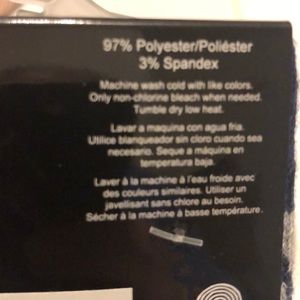 97% Polyester/Poliéster
3% Spandex
Machine wash cold with like colors.
Only non-chlorine bleach when needed.
Tumble dry low heat.
Lavar a maquina con agua fria.
Utilice blanqueador sin cloro cuando sea
necesario. Seque a máquina en
temperatura baja.
Laver à la machine à l'eau froide avec
des couleurs similaires. Utiliser un
javellisant sans chlore au besoin.
Sécher à la machine à basse température.